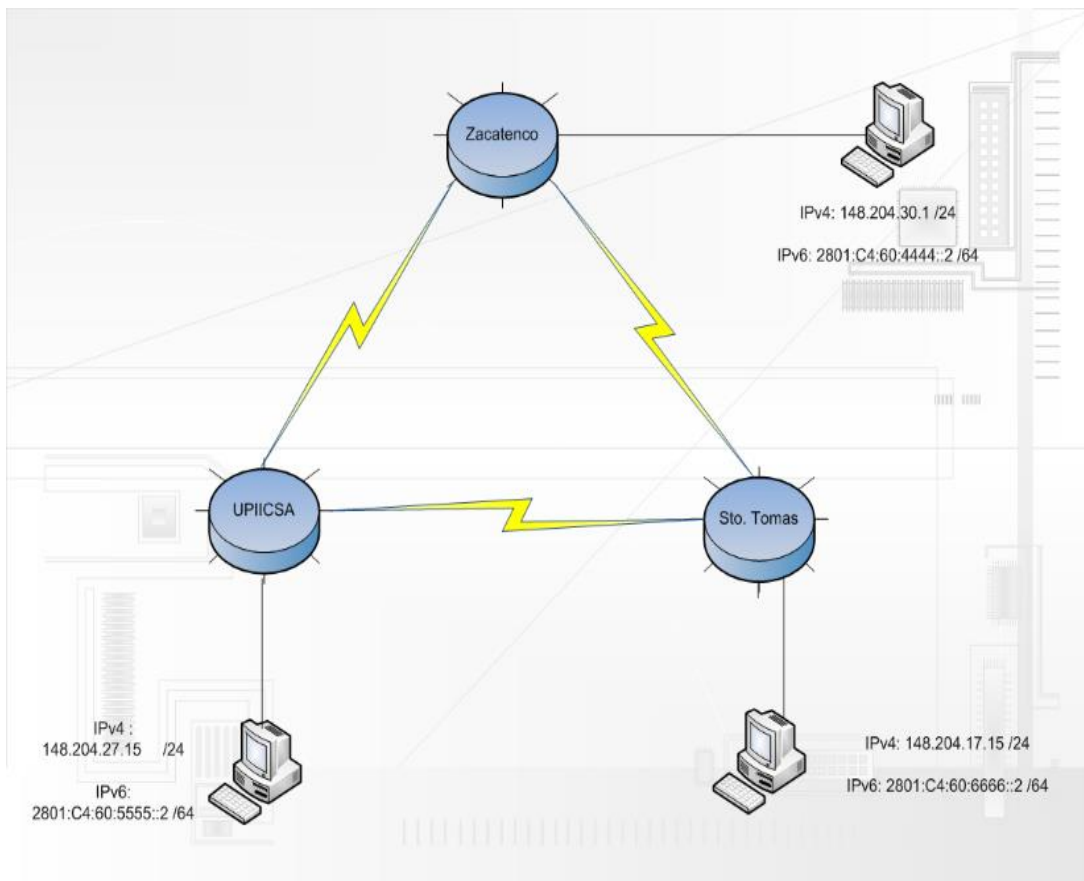 Zacatenco
IPv4: 148.204.30.1 /24
IPv6: 2801:C4:60:4444::2 /64
UPIICSA
Sto. Tomas
IPv4 :
148.204.27.15 /24
IPv6:
2801:C4:60:5555::2 /64
IPv4: 148.204.17.15 /24
IPv6: 2801:C4:60:6666::2 /64